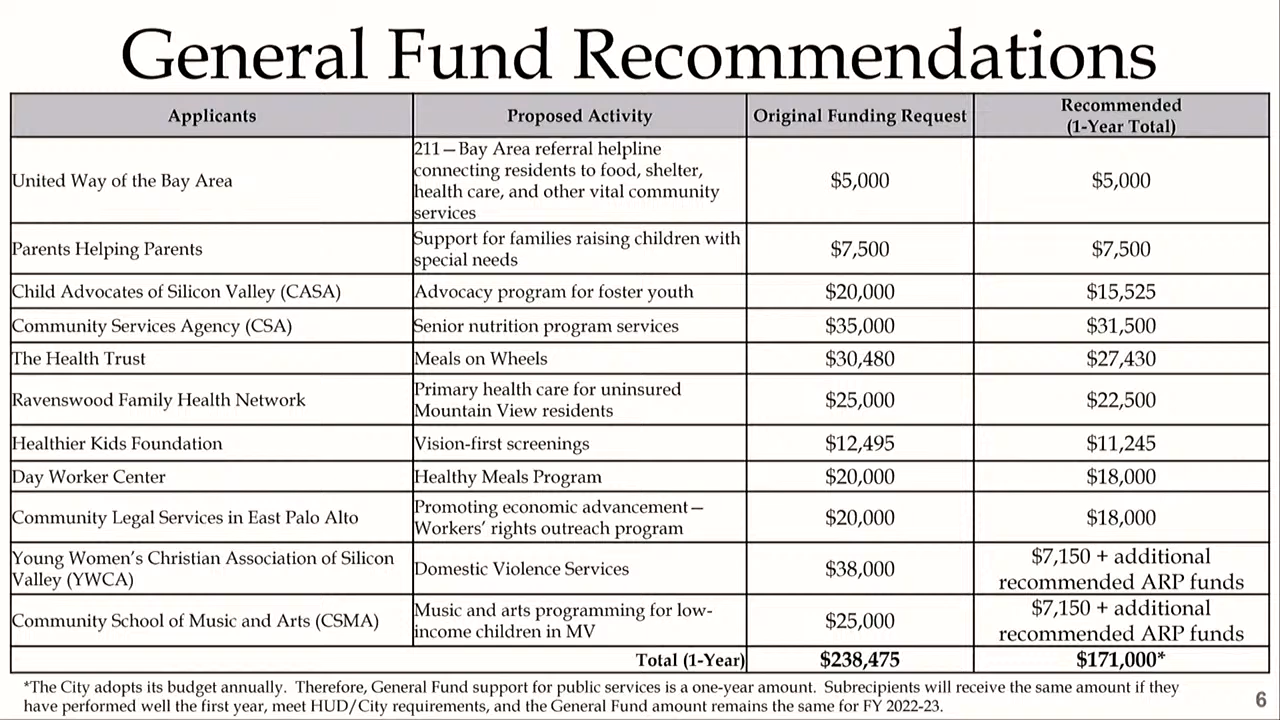 General Fund Recommendations
Applicants
Proposed Activity
Original Funding Request
Recommended
(1-Year Total)
United Way of the Bay Area
211—Bay Area referral helpline
connecting residents to food, shelter,
health care, and other vital community
services
$5,000
$5,000
Parents Helping Parents
Support for families raising children with
special needs
$7,500
$7,500
Child Advocates of Silicon Valley (CASA)
Advocacy program for foster youth
$20,000
$15,525
Community Services Agency (CSA)
Senior nutrition program services
$35,000
$31,500
The Health Trust
Meals on Wheels
$30,480
$27,430
Ravenswood Family Health Network
Primary health care for uninsured
Mountain View residents
$25,000
$22,500
Healthier Kids Foundation
Vision-first screenings
$12,495
$11,245
Day Worker Center
Healthy Meals Program
$20,000
$18,000
Community Legal Services in East Palo Alto
Promoting economic advancement—
Workers' rights outreach program
$20,000
$18,000
Young Women's Christian Association of Silicon
Valley (YWCA)
Domestic Violence Services
$38,000
$7,150 + additional
recommended ARP funds
Community School of Music and Arts (CSMA)
Music and arts programming for low-
income children in MV
$25,000
$7,150 + additional
recommended ARP funds
Total (1-Year)
$238,475
$171,000*
*The City adopts its budget annually.  Therefore, General Fund support for public services is a one-year amount.  Subrecipients will receive the same amount if they
have performed well the first year, meet HUD/City requirements, and the General Fund amount remains the same for FY 2022-23.
6